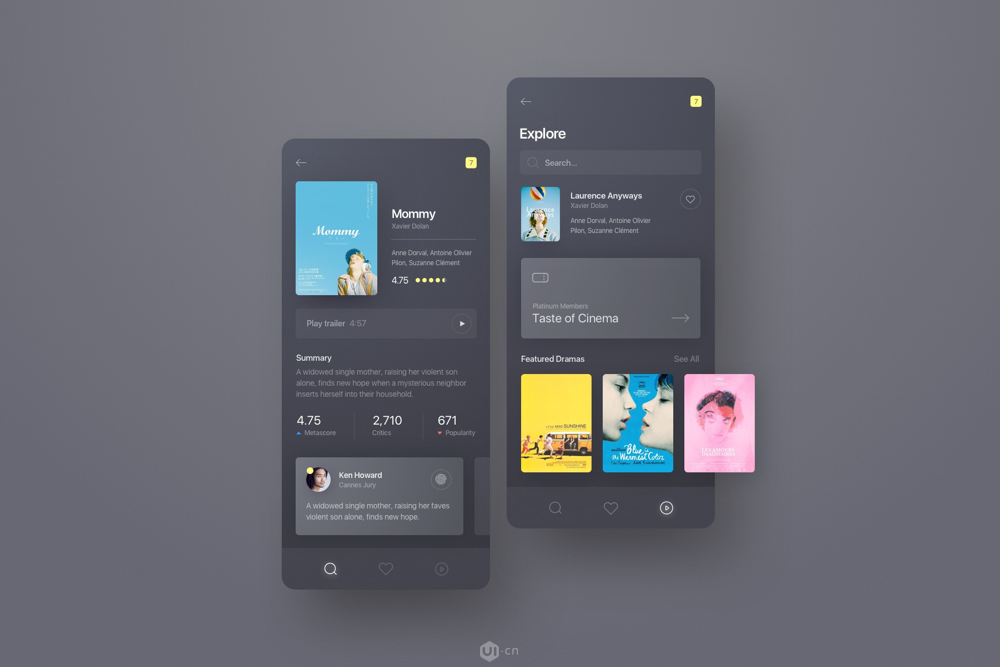 7
Mommy
Mommy
Xavier Dolan
Anne Dorval, Antoine Olivier
Pilon, Suzanne Clément
4.75
Play trailer 4:57
Summary
A widowed single mother, raising her violent son
alone, finds new hope when a mysterious neighbor
inserts herself into their household.
4.75
Metascore
2,710
Critics
671
Popularity
Ken Howard
Cannes Jury
A widowed single mother, raising her faves
violent son alone, finds new hope.
7
Explore
Search...
Laurence
Anyways
Laurence Anyways
Xavier Dolan
Anne Dorval, Antoine Olivier
Pilon, Suzanne Clément
Platinum Members
Taste of Cinema
Featured Dramas
See All
SUNSHINE
Blue
is the
Warmest Color
UI·cn